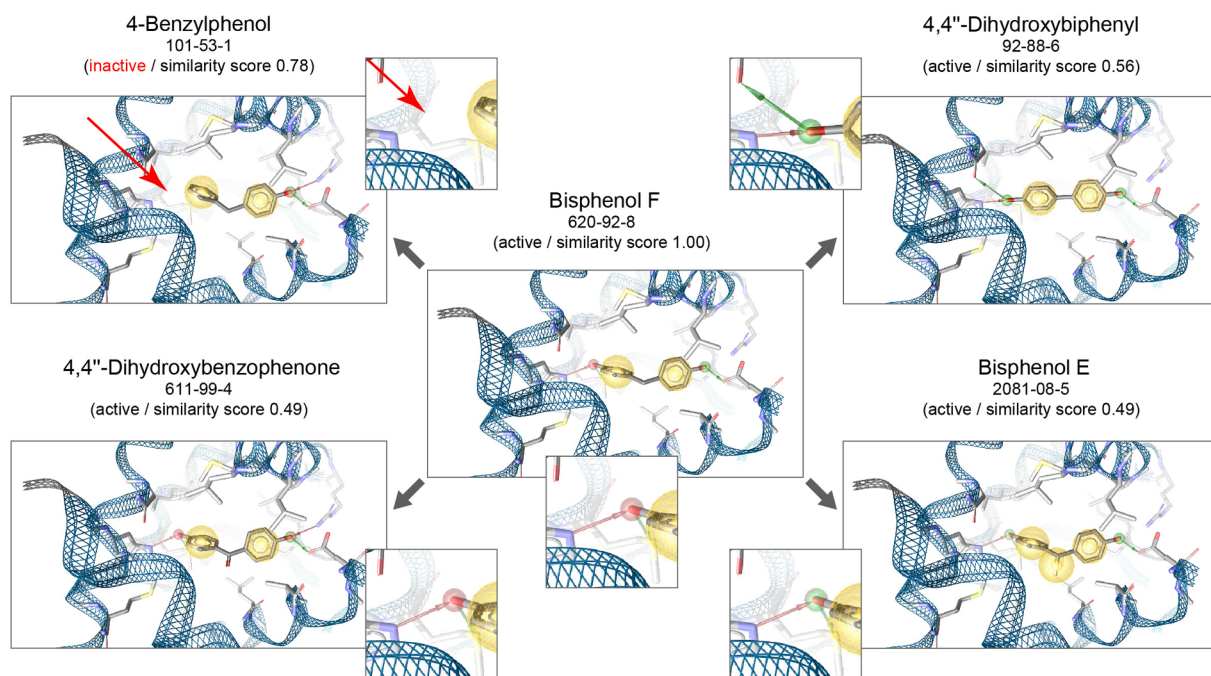 4-Benzylphenol
101-53-1
(inactive / similarity score 0.78)
4,4"-Dihydroxybiphenyl
92-88-6
(active / similarity score 0.56)
Bisphenol F
620-92-8
(active / similarity score 1.00)
4,4"-Dihydroxybenzophenone
611-99-4
(active / similarity score 0.49)
Bisphenol E
2081-08-5
(active / similarity score 0.49)